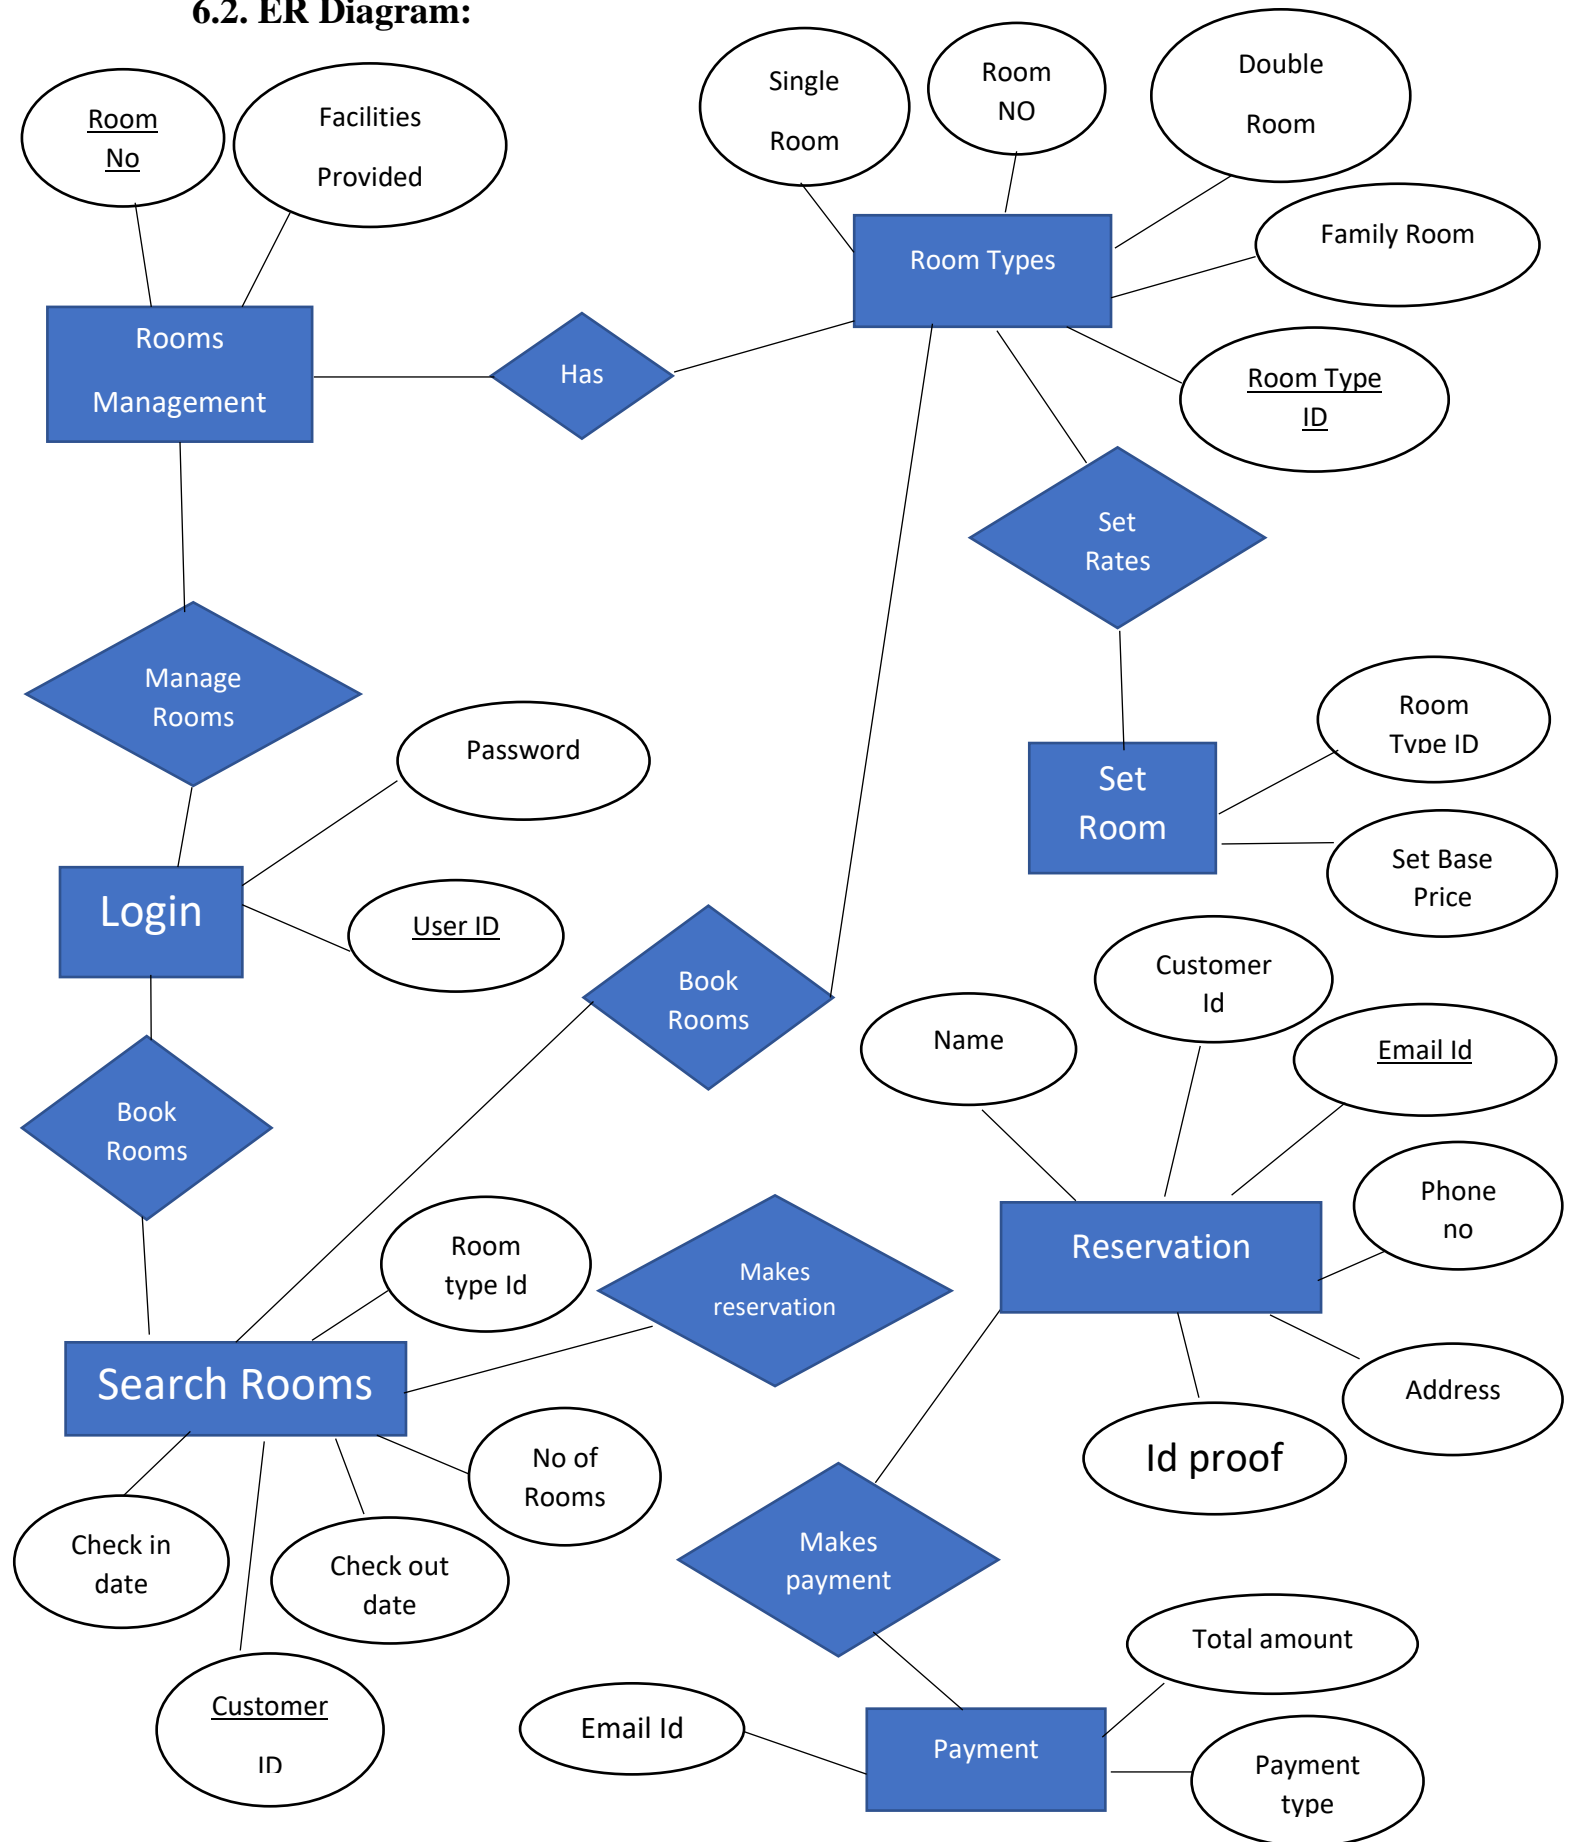 6.2. ER Diagram:
Room
No
Facilities
Provided
Single
Room
Room
NO
Double
Room
Family Room
Room Types
Room Type
ID
Rooms
Management
Has
Set
Rates
Manage
Rooms
Password
Room
Type ID
Set
Room
Set Base
Price
Login
User ID
Book
Rooms
Customer
Id
Name
Email Id
Book
Rooms
Phone
no
Room
type Id
Makes
reservation
Reservation
Search Rooms
Address
No of
Rooms
Id proof
Check in
date
Check out
date
Makes
payment
Customer
ID
Total amount
Email Id
Payment
Payment
type